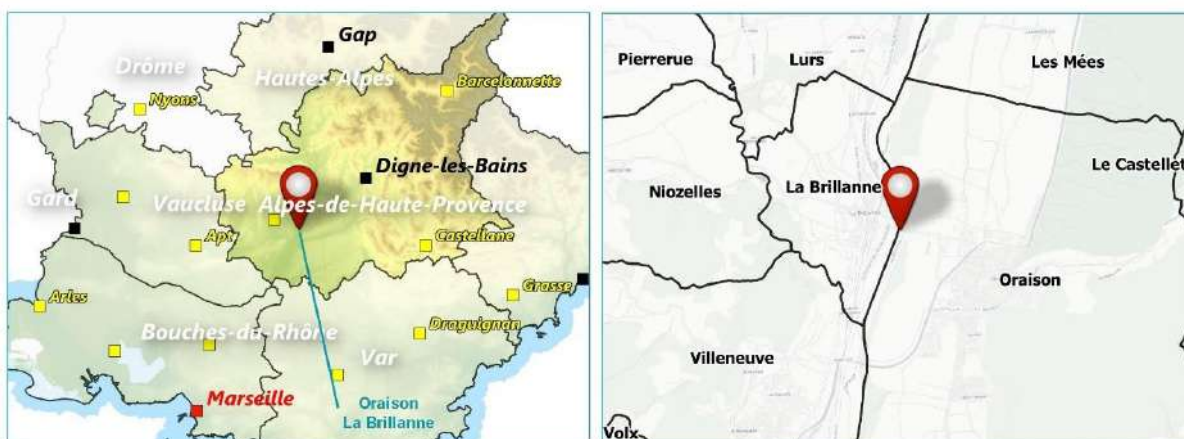 Gap
Drôme
Hautes-Alpes
Barcelonnette
Nyons
Digne-les-Bains
Gard
Vaucluse
Alpes-de-Haute-Provence
Apt
Castellane
Arles
Grasse
Bouches-du-Rhône
Draguignan
Var
Marseille
Oraison
La Brillanne
Pierrerue
Lurs
Les Mées
Le Castellet
Niozelles
La Brillanne
Oraison
Villeneuve
Volx